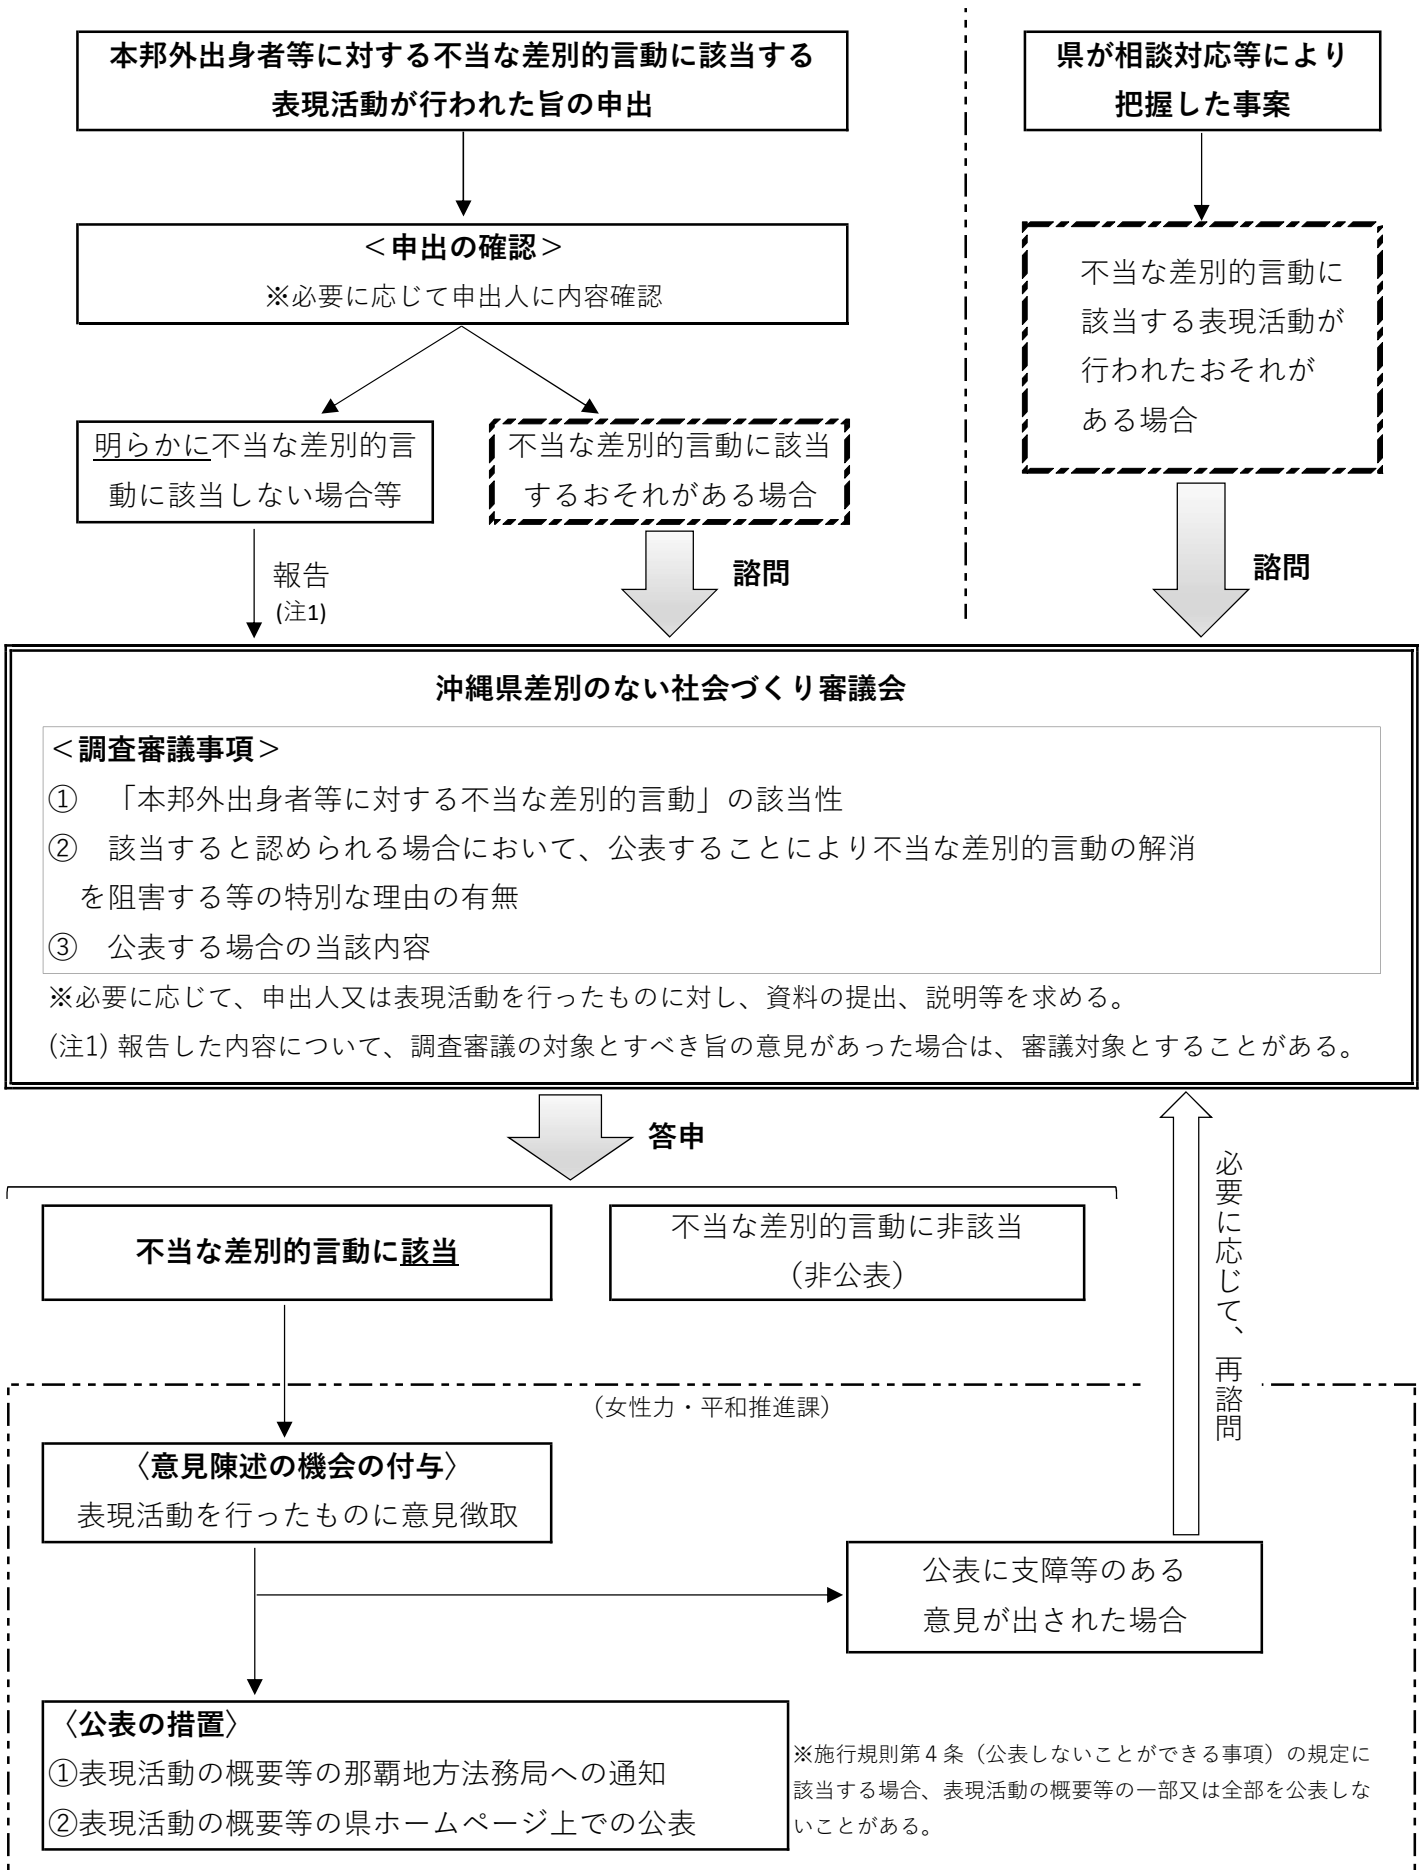 本邦外出身者等に対する不当な差別的言動に該当する
表現活動が行われた旨の申出
県が相談対応等により
把握した事案
＜申出の確認＞
※必要に応じて申出人に内容確認
不当な差別的言動に
該当する表現活動が
行われたおそれが
ある場合
明らかに不当な差別的言
動に該当しない場合等
不当な差別的言動に該当
するおそれがある場合
報告
(注1)
諮問
諮問
沖縄県差別のない社会づくり審議会
＜調査審議事項＞
①　「本邦外出身者等に対する不当な差別的言動」の該当性
②　該当すると認められる場合において、公表することにより不当な差別的言動の解消
を阻害する等の特別な理由の有無
③　公表する場合の当該内容
※必要に応じて、申出人又は表現活動を行ったものに対し、資料の提出、説明等を求める。
(注1) 報告した内容について、調査審議の対象とすべき旨の意見があった場合は、審議対象とすることがある。
答申
不当な差別的言動に該当
不当な差別的言動に非該当
（非公表）
必要に応じて、再諮問
（女性力・平和推進課）
〈意見陳述の機会の付与〉
表現活動を行ったものに意見徴取
公表に支障等のある
意見が出された場合
〈公表の措置〉
①表現活動の概要等の那覇地方法務局への通知
②表現活動の概要等の県ホームページ上での公表
※施行規則第４条（公表しないことができる事項）の規定に
該当する場合、表現活動の概要等の一部又は全部を公表しな
いことがある。